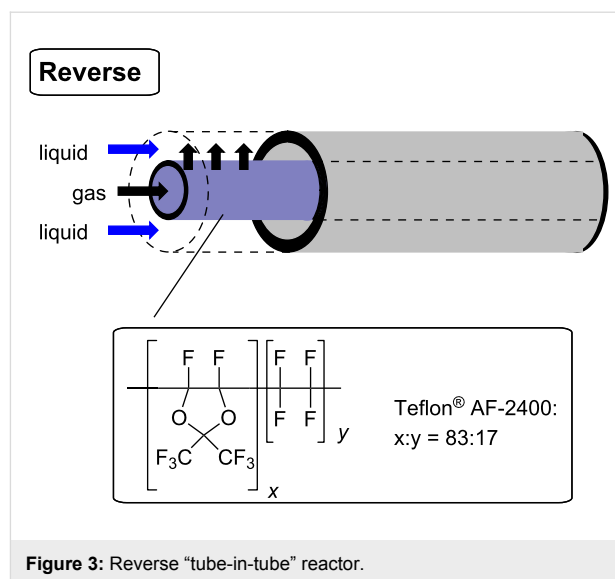 Reverse
liquid
gas
liquid
F F F F
O O F F
F₃C CF₃ y
x
Teflon® AF-2400:
x:y = 83:17
Figure 3: Reverse “tube-in-tube” reactor.